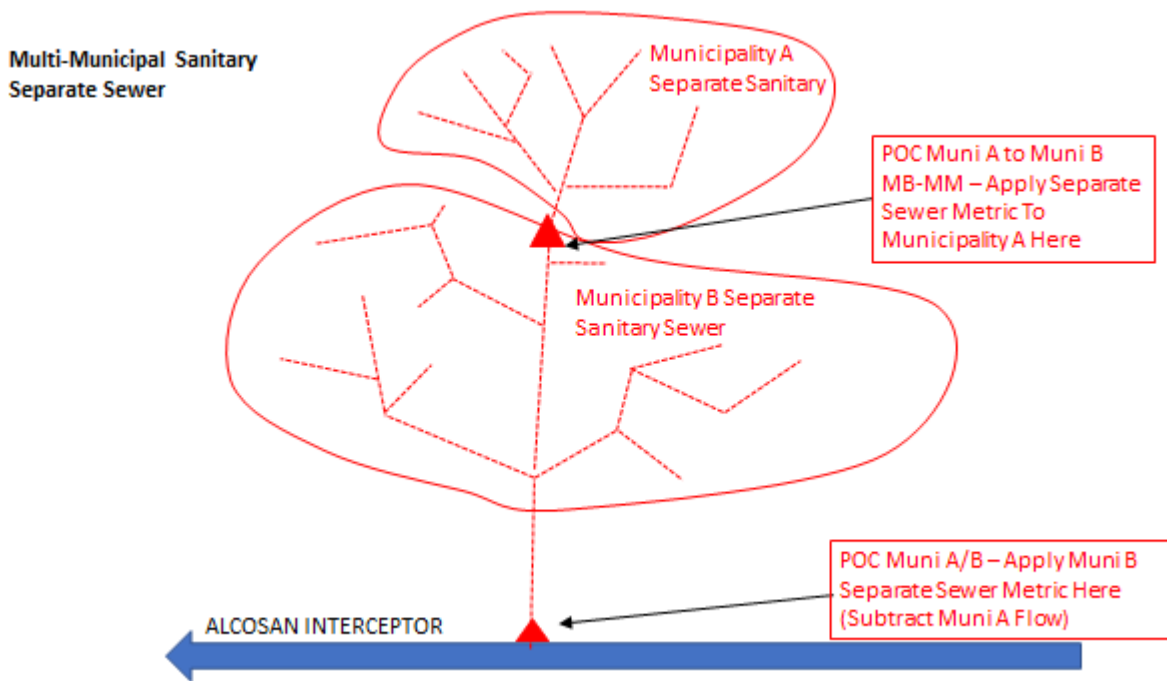 Multi-Municipal Sanitary
Separate Sewer
Municipality A
Separate Sanitary
POC Muni A to Muni B
MB-MM – Apply Separate
Sewer Metric To
Municipality A Here
Municipality B Separate
Sanitary Sewer
POC Muni A/B – Apply Muni B
Separate Sewer Metric Here
(Subtract Muni A Flow)
ALCOSAN INTERCEPTOR